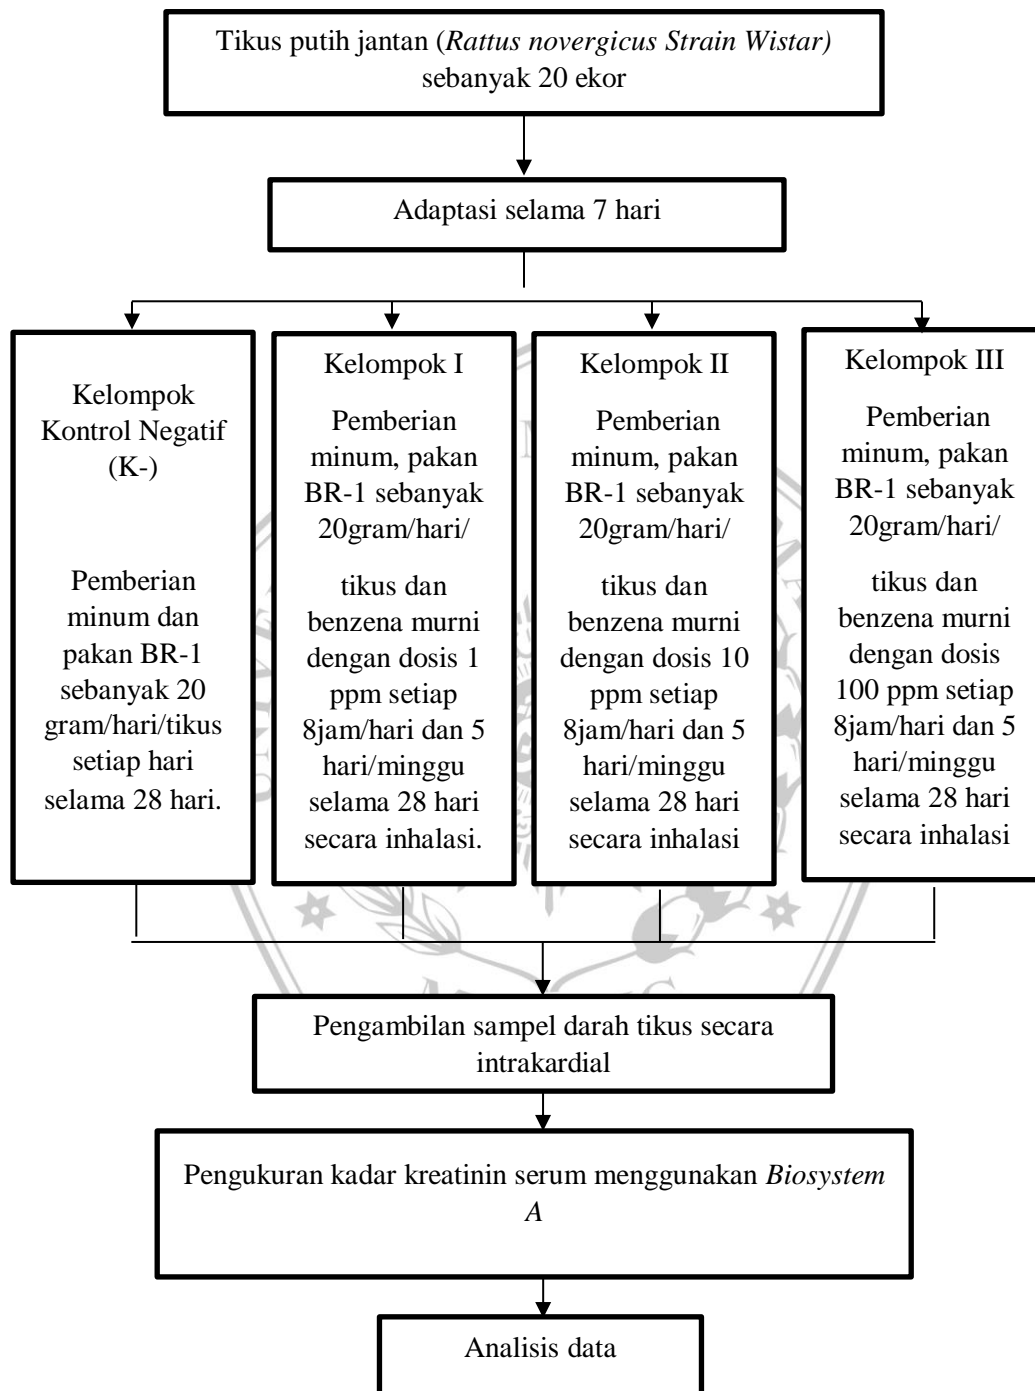 Tikus putih jantan (Rattus novergicus Strain Wistar)
sebanyak 20 ekor
Adaptasi selama 7 hari
Kelompok
Kontrol Negatif
(K-)
Pemberian
minum dan
pakan BR-1
sebanyak 20
gram/hari/tikus
setiap hari
selama 28 hari.
Kelompok I
Pemberian
minum, pakan
BR-1 sebanyak
20gram/hari/
tikus dan
benzena murni
dengan dosis 1
ppm setiap
8jam/hari dan 5
hari/minggu
selama 28 hari
secara inhalasi.
Kelompok II
Pemberian
minum, pakan
BR-1 sebanyak
20gram/hari/
tikus dan
benzena murni
dengan dosis 10
ppm setiap
8jam/hari dan 5
hari/minggu
selama 28 hari
secara inhalasi
Kelompok III
Pemberian
minum, pakan
BR-1 sebanyak
20gram/hari/
tikus dan
benzena murni
dengan dosis
100 ppm setiap
8jam/hari dan 5
hari/minggu
selama 28 hari
secara inhalasi
Pengambilan sampel darah tikus secara
intrakardial
Pengukuran kadar kreatinin serum menggunakan Biosystem
A
Analisis data